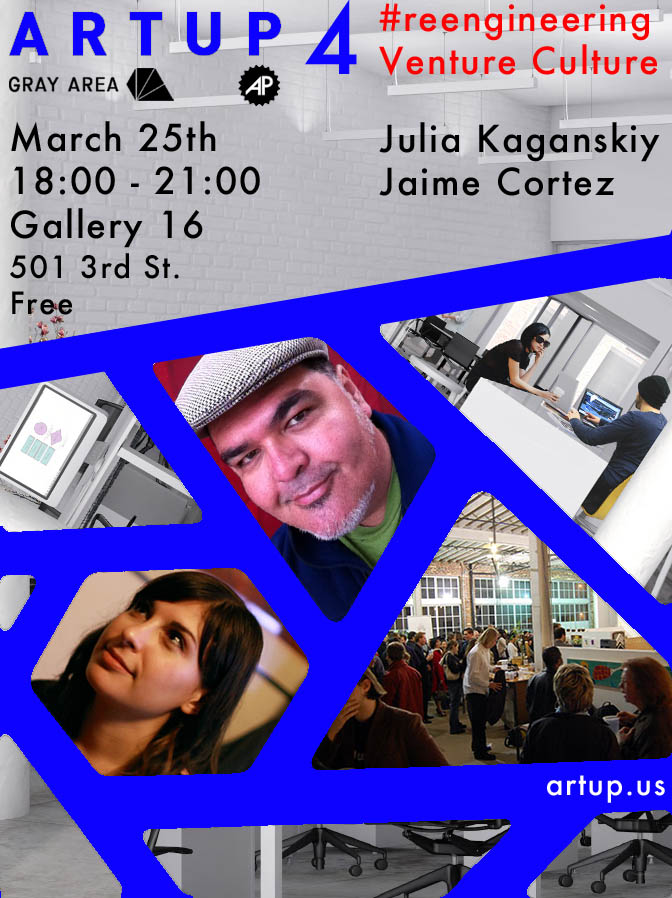 ARTUP 4
GRAY AREA
AP
#reengineering
Venture Culture
March 25th
18:00 - 21:00
Gallery 16
501 3rd St.
Free
Julia Kaganskiy
Jaime Cortez
artup.us